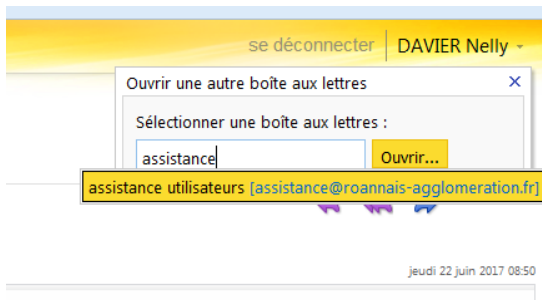 se déconnecter DAVIER Nelly
Ouvrir une autre boîte aux lettres
Sélectionner une boîte aux lettres :
assistance Ouvrir...
assistance utilisateurs [assistance@roannais-agglomeration.fr]
jeudi 22 juin 2017 08:50